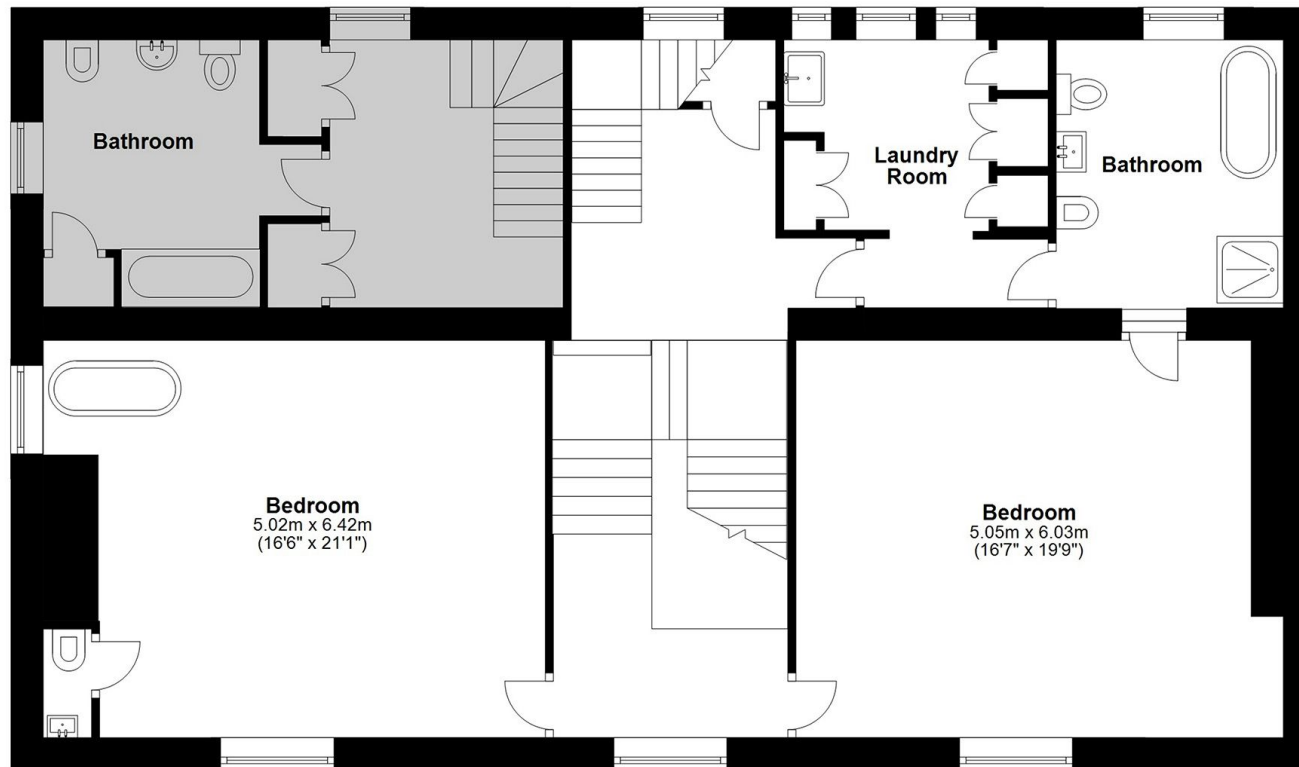 Bathroom
Laundry
Room
Bathroom
Bedroom
5.02m x 6.42m
(16'6" x 21'1")
Bedroom
5.05m x 6.03m
(16'7" x 19'9")